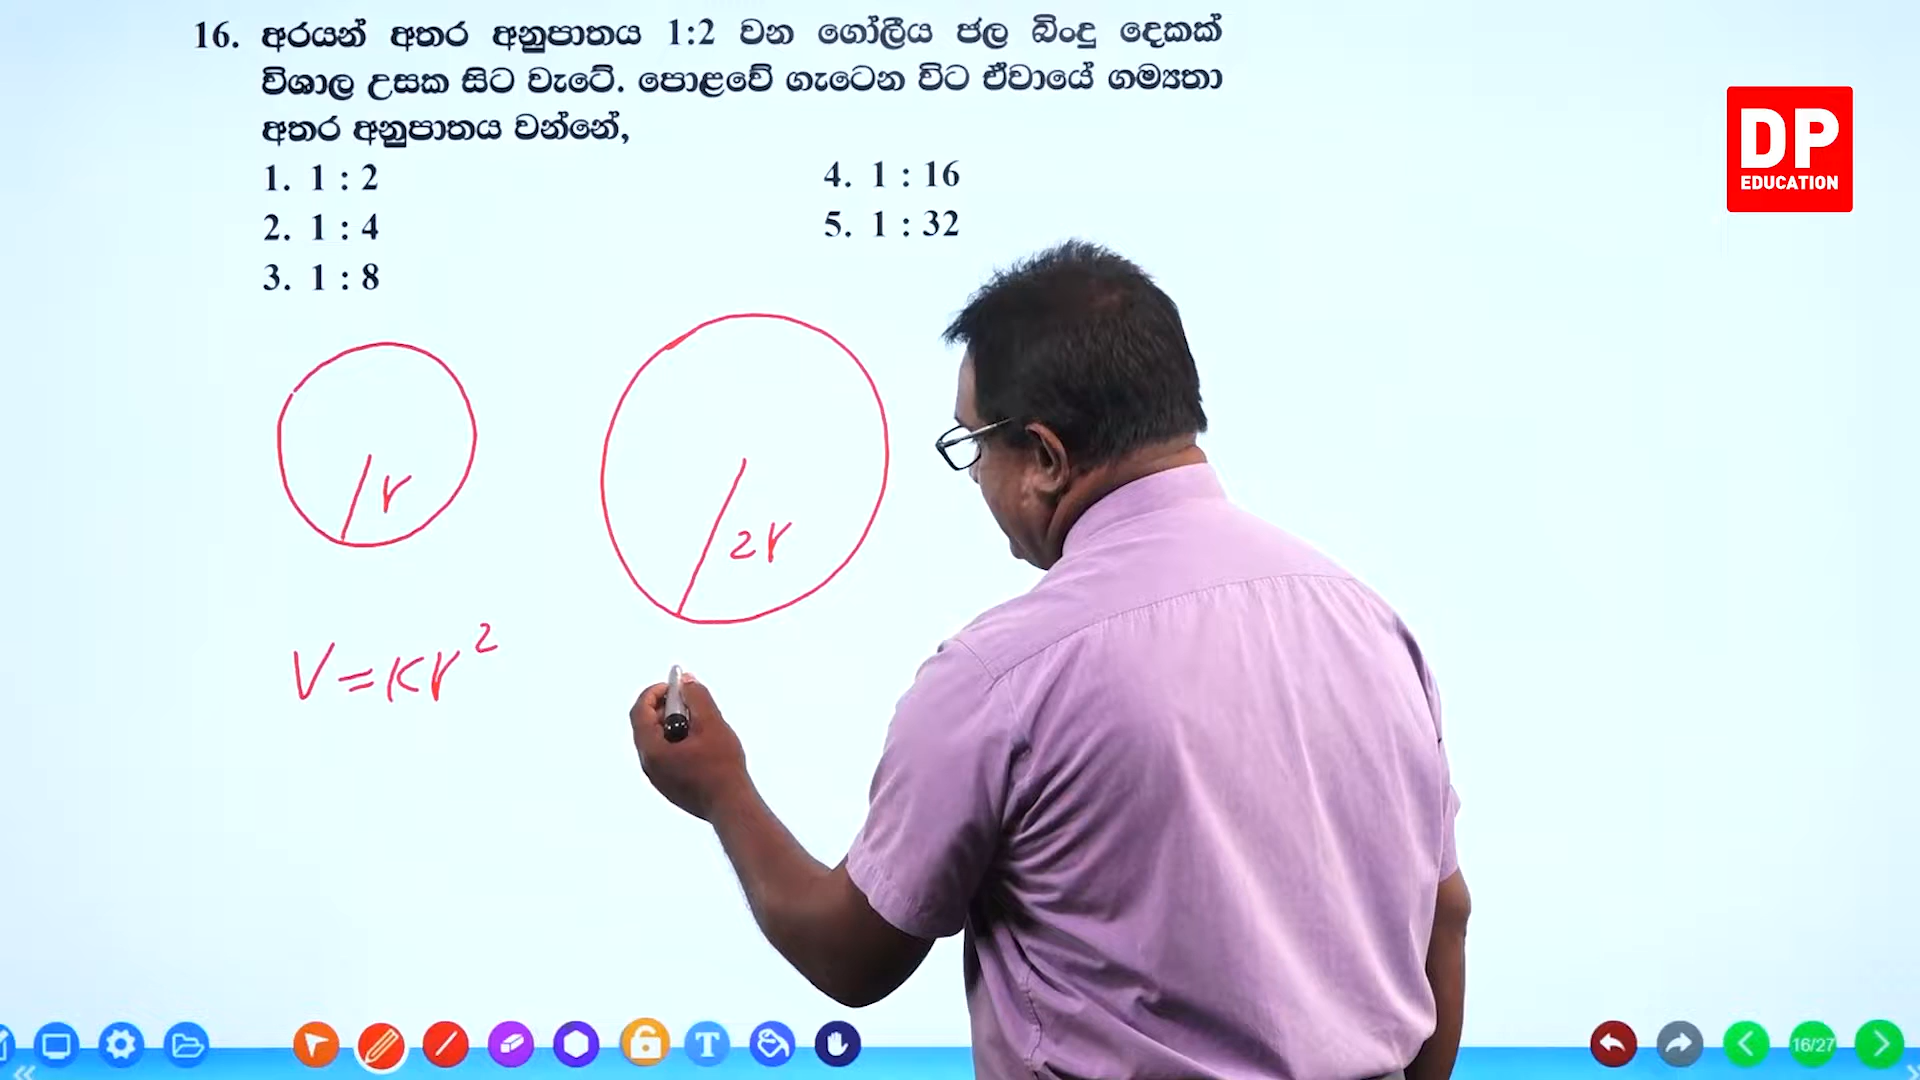 16. අරයන් අතර අනුපාතය 1:2 වන ගෝලීය ජල බිංදු දෙකක්
විශාල උසක සිට වැටේ. පොළවේ ගැටෙන විට ඒවායේ ගම්‍යතා
අතර අනුපාතය වන්නේ,
1. 1 : 2
2. 1 : 4
3. 1 : 8
4. 1 : 16
5. 1 : 32
DP
EDUCATION
r
2r
V = Kr²
T
16/27